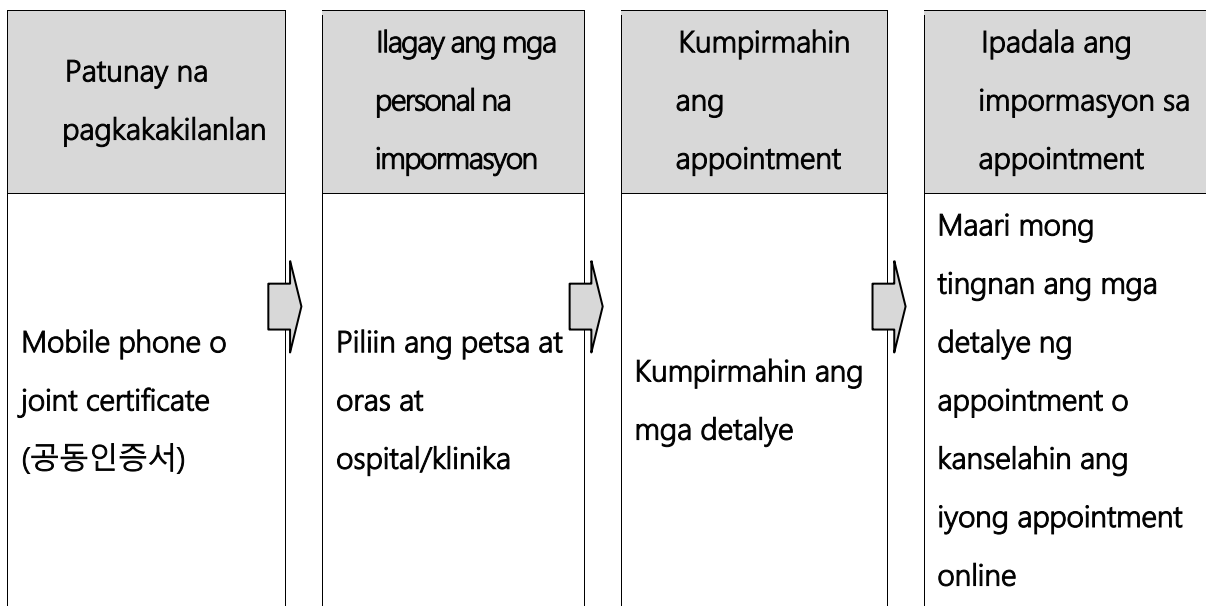 Patunay na
pagkakakilanlan
Mobile phone o
joint certificate
(공동인증서)
Ilagay ang mga
personal na
impormasyon
Piliin ang petsa at
oras at
ospital/klinika
Kumpirmahin
ang
appointment
Kumpirmahin ang
mga detalye
Ipadala ang
impormasyon sa
appointment
Maari mong
tingnan ang mga
detalye ng
appointment o
kanselahin ang
iyong appointment
online